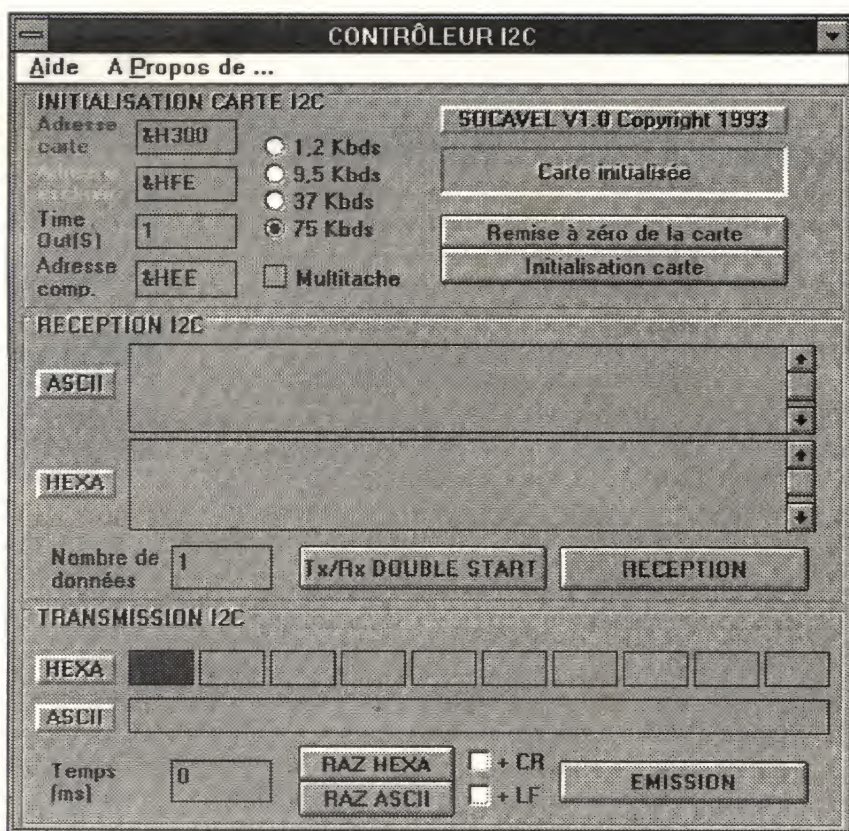 CONTRÔLEUR I2C
Aide A Propos de ...
INITIALISATION CARTE I2C
Adresse carte
&H300
&HFE
Time Out(S)
1
Adresse comp.
&HEE
1,2 Kbds
9,5 Kbds
37 Kbds
75 Kbds
Multitache
SOCAVEL V1.0 Copyright 1993
Carte initialisée
Remise à zéro de la carte
Initialisation carte
RECEPTION I2C
ASCII
HEXA
Nombre de données
1
Tx/Rx DOUBLE START
RECEPTION
TRANSMISSION I2C
HEXA
ASCII
Temps (ms)
0
RAZ HEXA
RAZ ASCII
+ CR
+ LF
EMISSION